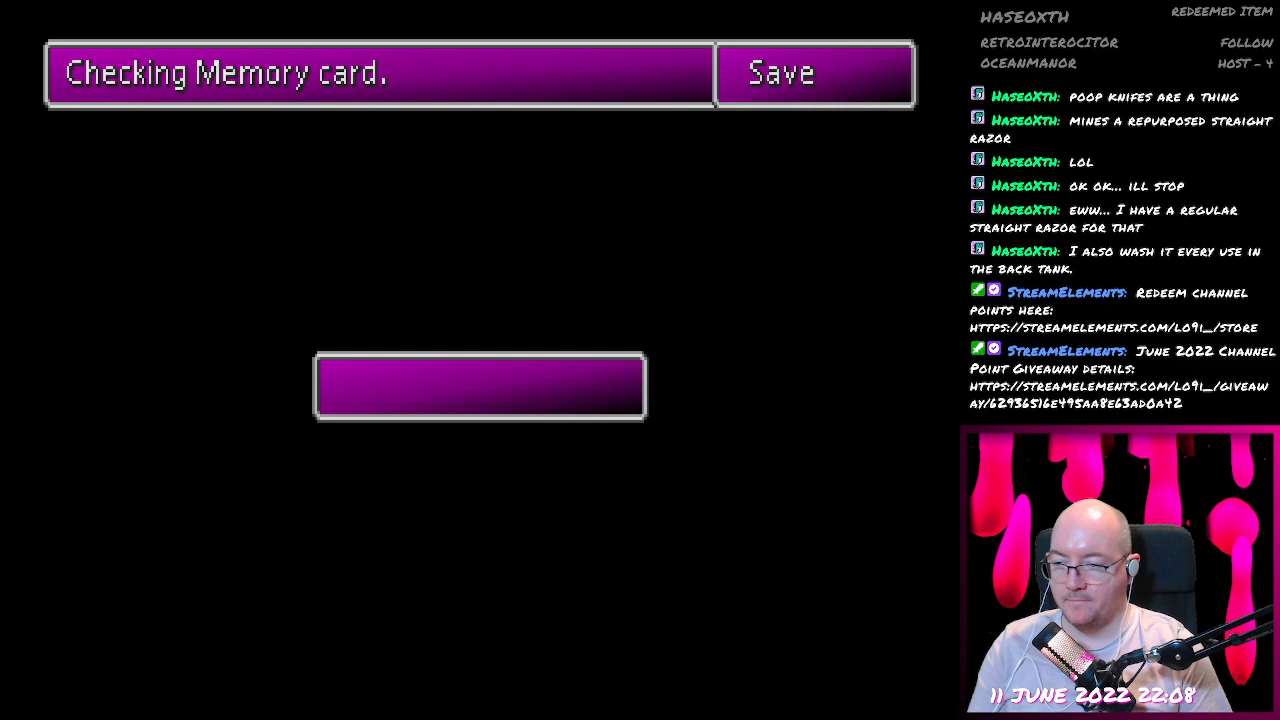 Checking Memory card.
Save
HASEOXTH
REDEEMED ITEM
RETROINTEROCITOR
FOLLOW
OCEANMANOR
HOST - 4
HASEOXTH: POOP KNIFES ARE A THING
HASEOXTH: MINES A REPURPOSED STRAIGHT
RAZOR
HASEOXTH: LOL
HASEOXTH: OK OK... ILL STOP
HASEOXTH: EWW... I HAVE A REGULAR
STRAIGHT RAZOR FOR THAT
HASEOXTH: I ALSO WASH IT EVERY USE IN
THE BACK TANK.
STREAMELEMENTS: REDEEM CHANNEL
POINTS HERE:
HTTPS://STREAMELEMENTS.COM/LO9I_/STORE
STREAMELEMENTS: JUNE 2022 CHANNEL
POINT GIVEAWAY DETAILS:
HTTPS://STREAMELEMENTS.COM/LO9I_/GIVEAW
AY/62936516E495AA8E63AD0A42
11 JUNE 2022 22:08